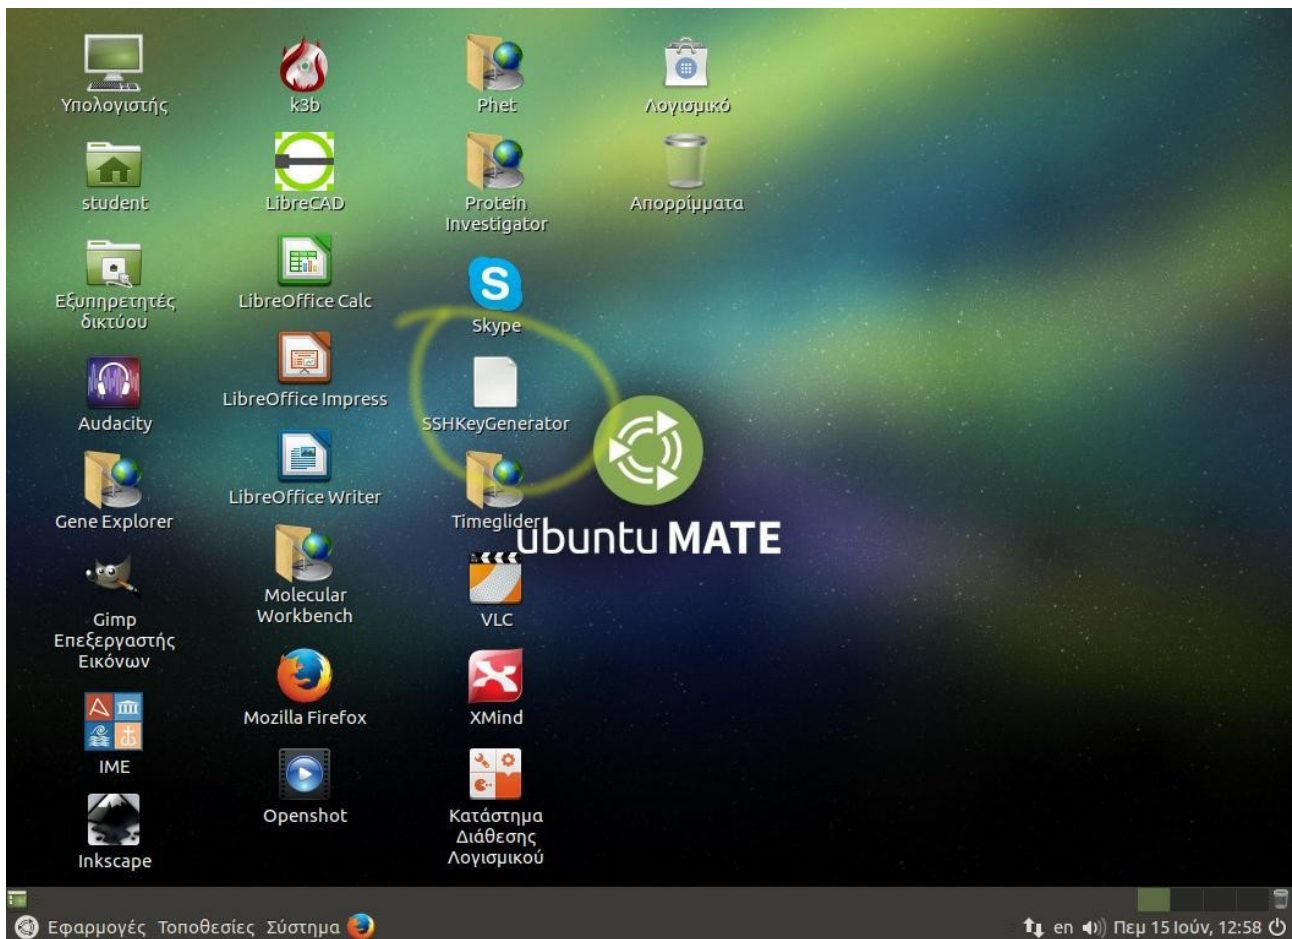 Υπολογιστής
student
Εξυπηρετητές
δικτύου
Audacity
Gene Explorer
Gimp
Επεξεργαστής
Εικόνων
IME
Inkscape
k3b
LibreCAD
LibreOffice Calc
LibreOffice Impress
LibreOffice Writer
Molecular
Workbench
Mozilla Firefox
Openshot
Phet
Protein
Investigator
Skype
SSHKeyGenerator
Timeglider
VLC
XMind
Κατάστημα
Διάθεσης
Λογισμικού
Λογισμικό
Απορρίμματα
ubuntu MATE
Εφαρμογές Τοποθεσίες Σύστημα
en Πεμ 15 Ιούν, 12:58